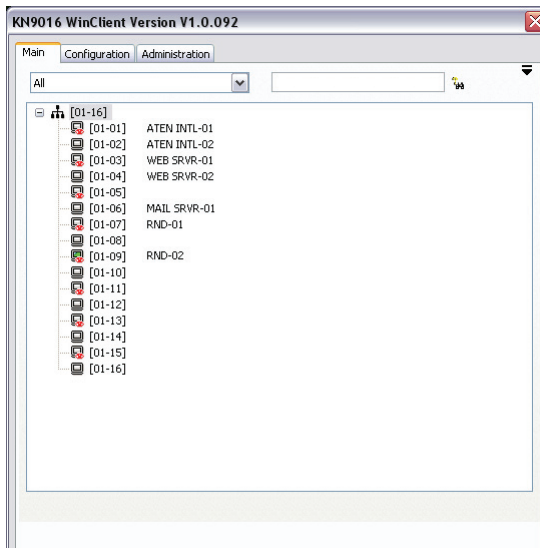 KN9016 WinClient Version V1.0.092
Main Configuration Administration
All
[01-16]
[01-01] ATEN INTL-01
[01-02] ATEN INTL-02
[01-03] WEB SRVR-01
[01-04] WEB SRVR-02
[01-05]
[01-06] MAIL SRVR-01
[01-07] RND-01
[01-08]
[01-09] RND-02
[01-10]
[01-11]
[01-12]
[01-13]
[01-14]
[01-15]
[01-16]